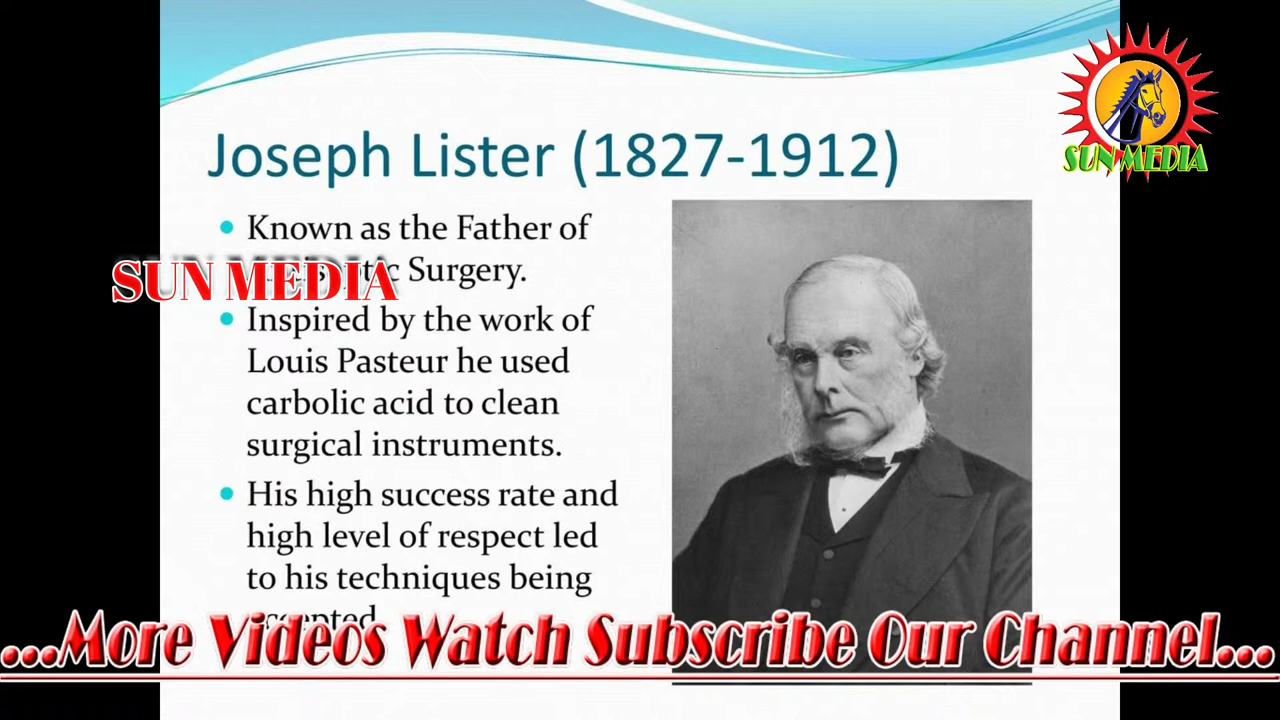 Joseph Lister (1827-1912)
SUN MEDIA
Known as the Father of
Surgery.
SUN MEDIA
Inspired by the work of
Louis Pasteur he used
carbolic acid to clean
surgical instruments.
His high success rate and
high level of respect led
to his techniques being
...More Videos Watch Subscribe Our Channel...